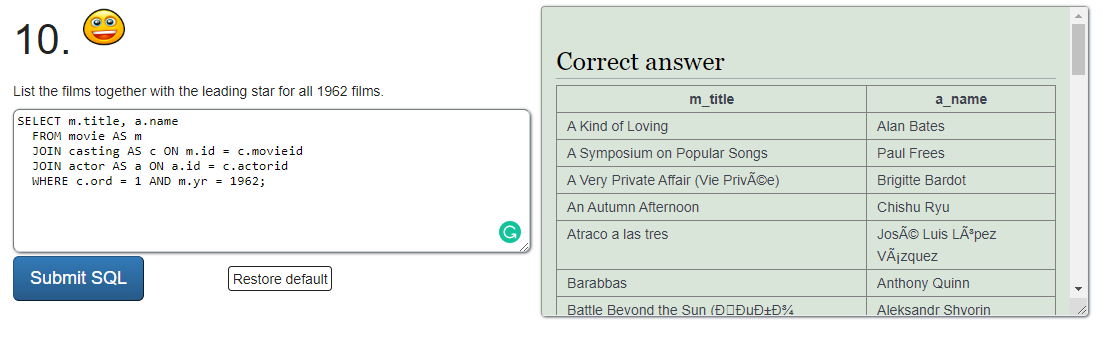 10.
List the films together with the leading star for all 1962 films.
SELECT m.title, a.name
FROM movie AS m
JOIN casting AS c ON m.id = c.movieid
JOIN actor AS a ON a.id = c.actorid
WHERE c.ord = 1 AND m.yr = 1962;
Submit SQL
Restore default
Correct answer
m_title a_name
A Kind of Loving Alan Bates
A Symposium on Popular Songs Paul Frees
A Very Private Affair (Vie PrivÃ©e) Brigitte Bardot
An Autumn Afternoon Chishu Ryu
Atraco a las tres JosÃ© Luis LÃ³pez
VÃ¡zquez
Barabbas Anthony Quinn
Battle Beyond the Sun Aleksandr Shvorin